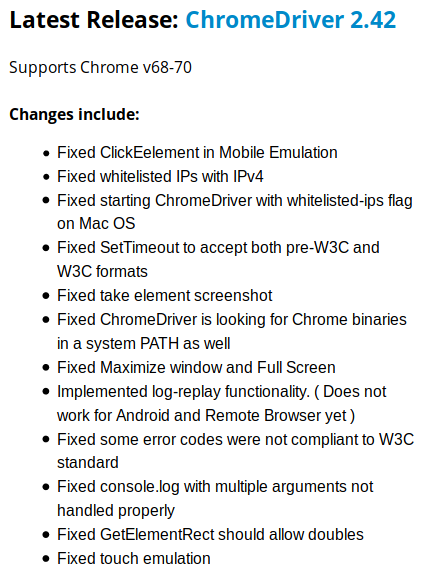 Latest Release: ChromeDriver 2.42
Supports Chrome v68-70
Changes include:
• Fixed ClickEelement in Mobile Emulation
• Fixed whitelisted IPs with IPv4
• Fixed starting ChromeDriver with whitelisted-ips flag
on Mac OS
• Fixed SetTimeout to accept both pre-W3C and
W3C formats
• Fixed take element screenshot
• Fixed ChromeDriver is looking for Chrome binaries
in a system PATH as well
• Fixed Maximize window and Full Screen
• Implemented log-replay functionality. ( Does not
work for Android and Remote Browser yet )
• Fixed some error codes were not compliant to W3C
standard
• Fixed console.log with multiple arguments not
handled properly
• Fixed GetElementRect should allow doubles
• Fixed touch emulation